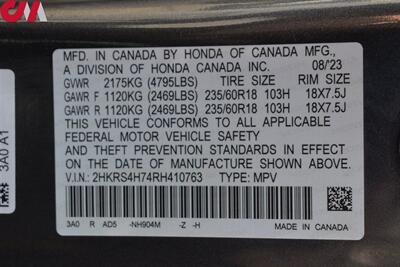 MFD. IN CANADA BY HONDA OF CANADA MFG.,
A DIVISION OF HONDA CANADA INC. 08/23
GVWR 2175KG (4795LBS) TIRE SIZE RIM SIZE
GAWR F 1120KG (2469LBS) 235/60R18 103H 18X7.5J
GAWR R 1120KG (2469LBS) 235/60R18 103H 18X7.5J
THIS VEHICLE CONFORMS TO ALL APPLICABLE
FEDERAL MOTOR VEHICLE SAFETY
AND THEFT PREVENTION STANDARDS IN
EFFECT ON THE DATE OF MANUFACTURE
SHOWN ABOVE.
V.I.N.: 2HKRS4H74RH410763 TYPE: MPV
3A0 R AD5 -NH904M -Z -H MADE IN CANADA
3A0 A1